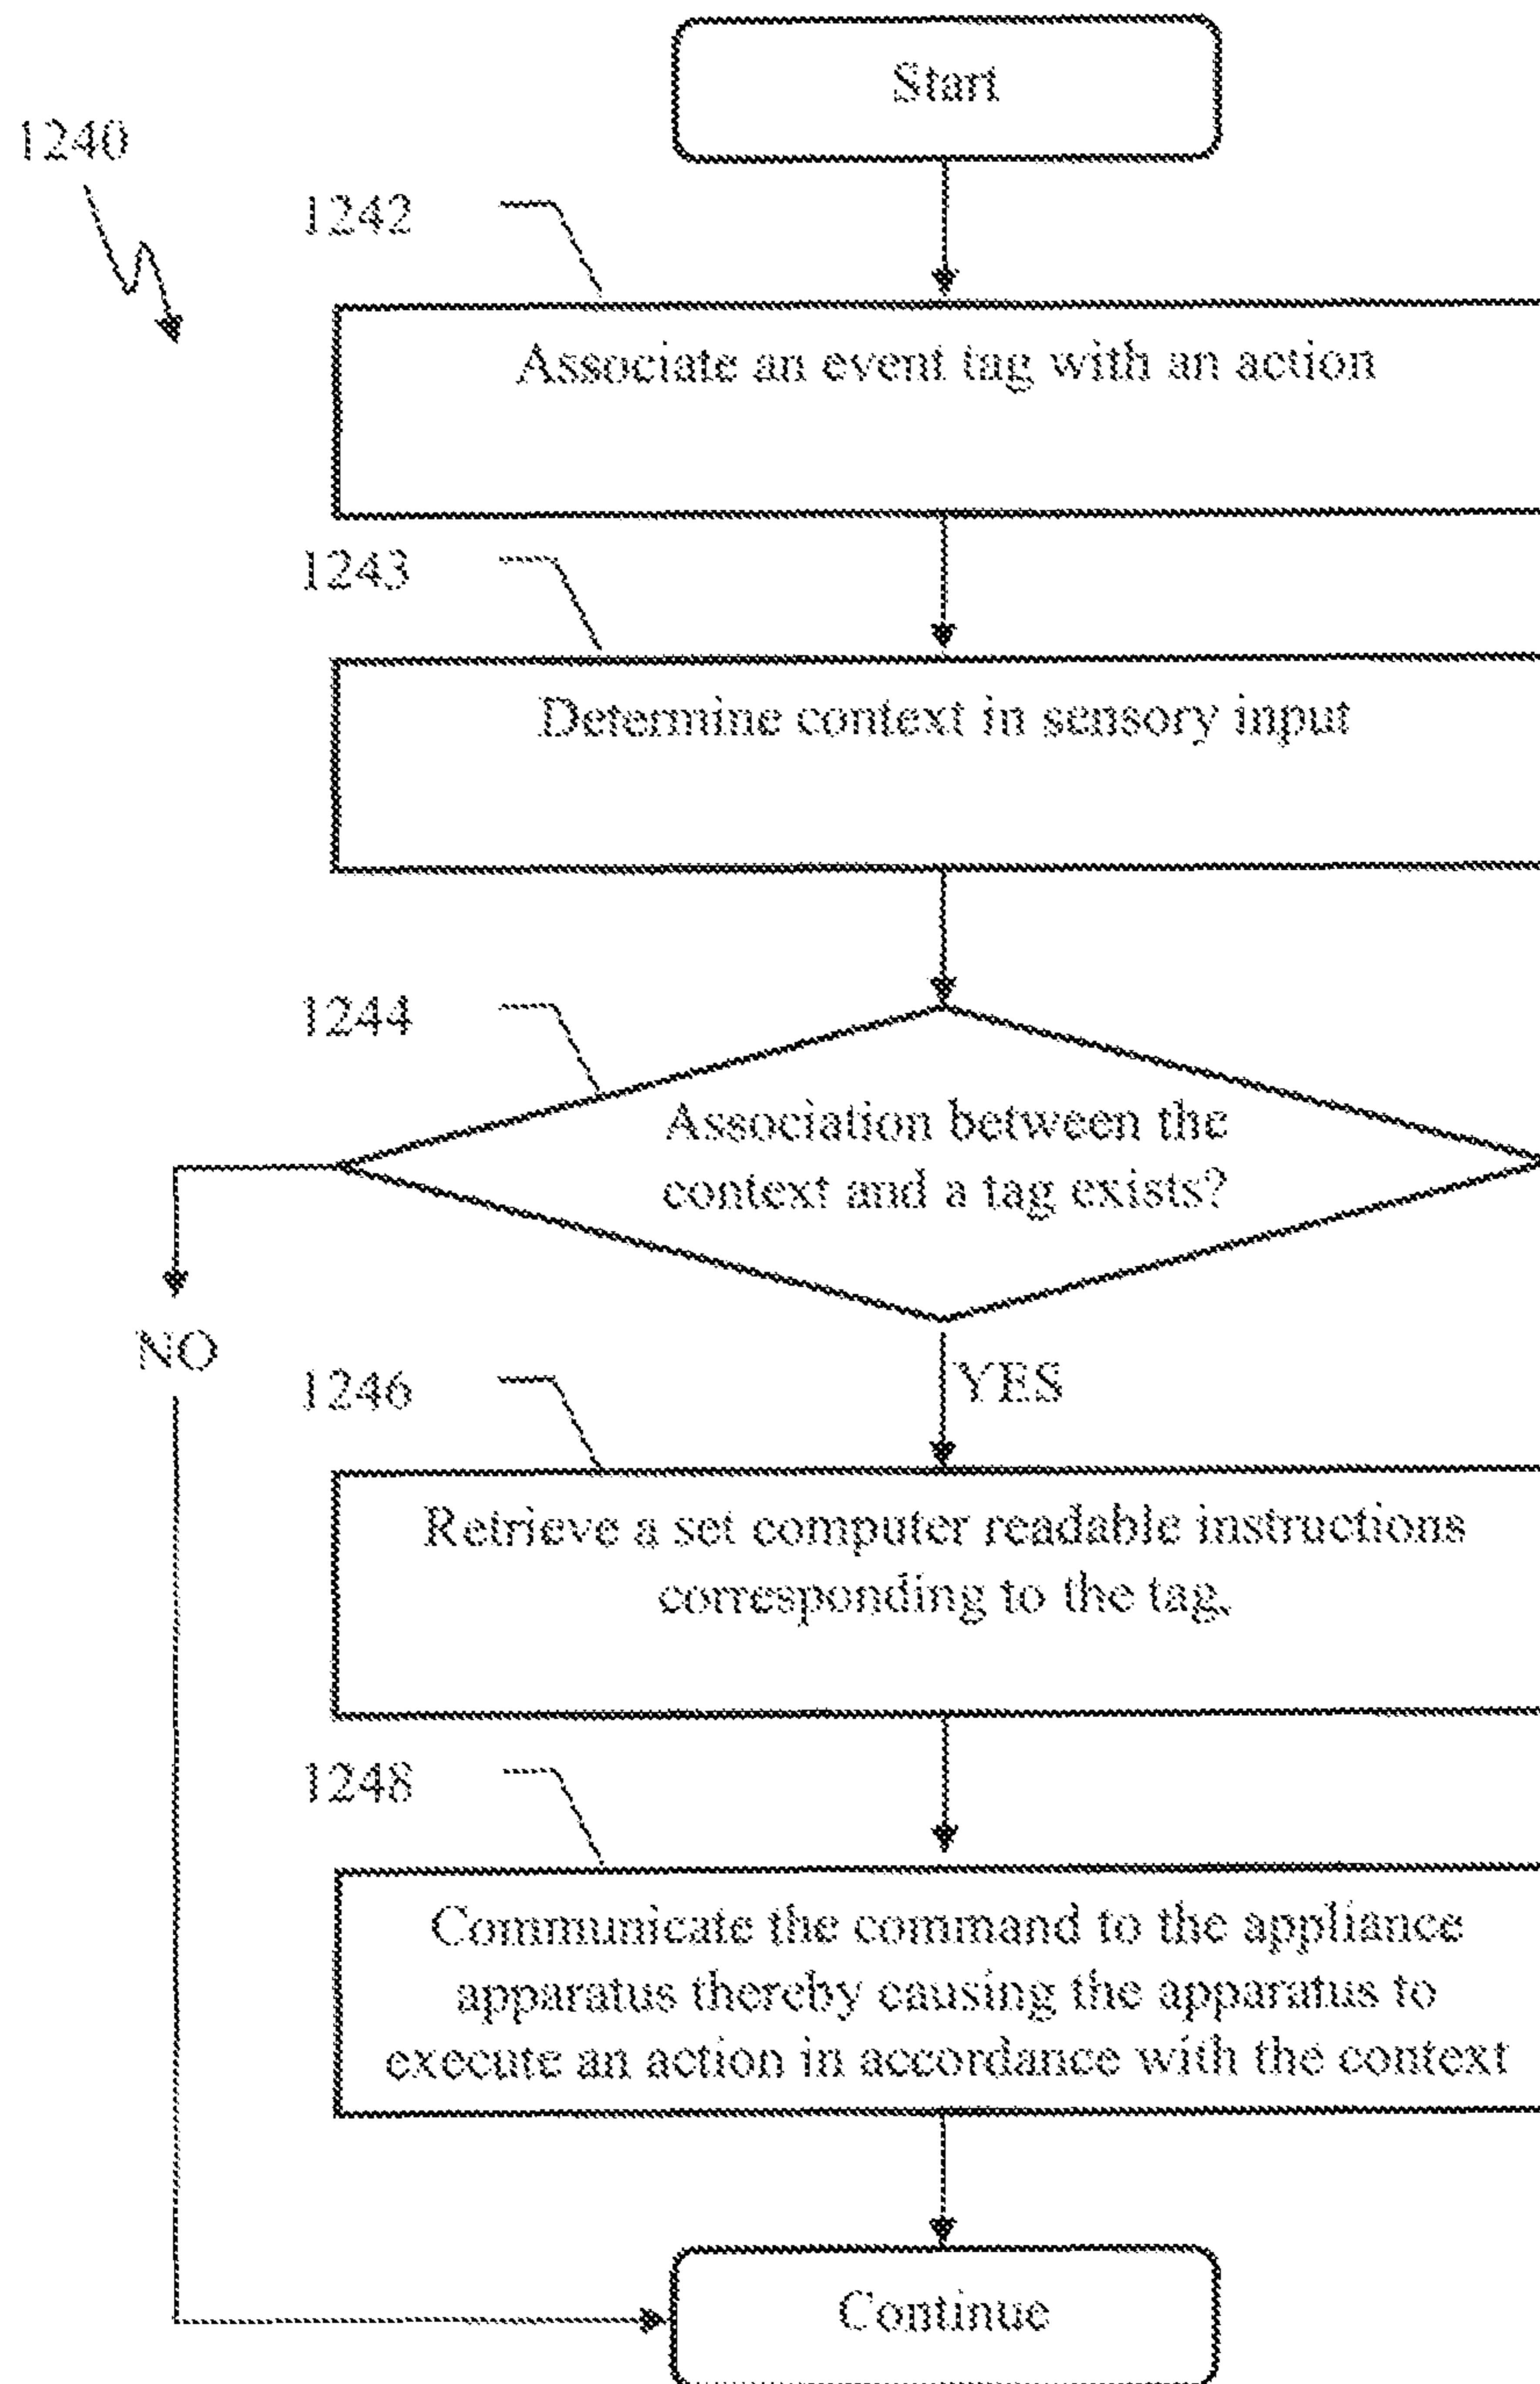 Start
1240
1242
Associate an event tag with an action
1243
Determine context in sensory input
1244
Association between the
context and a tag exists?
NO
YES
1246
Retrieve a set computer readable instructions
corresponding to the tag.
1248
Communicate the command to the appliance
apparatus thereby causing the apparatus to
execute an action in accordance with the context
Continue